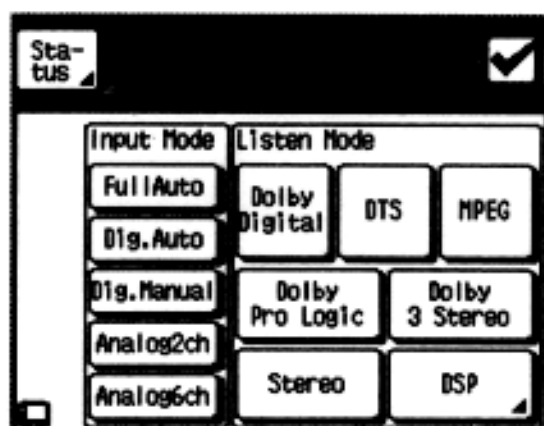 Sta-
tus
Input Mode
Listen Mode
FullAuto
Dig.Auto
Dig.Manual
Analog2ch
Analog6ch
Dolby
Digital
DTS
MPEG
Dolby
Pro Logic
Dolby
3 Stereo
Stereo
DSP